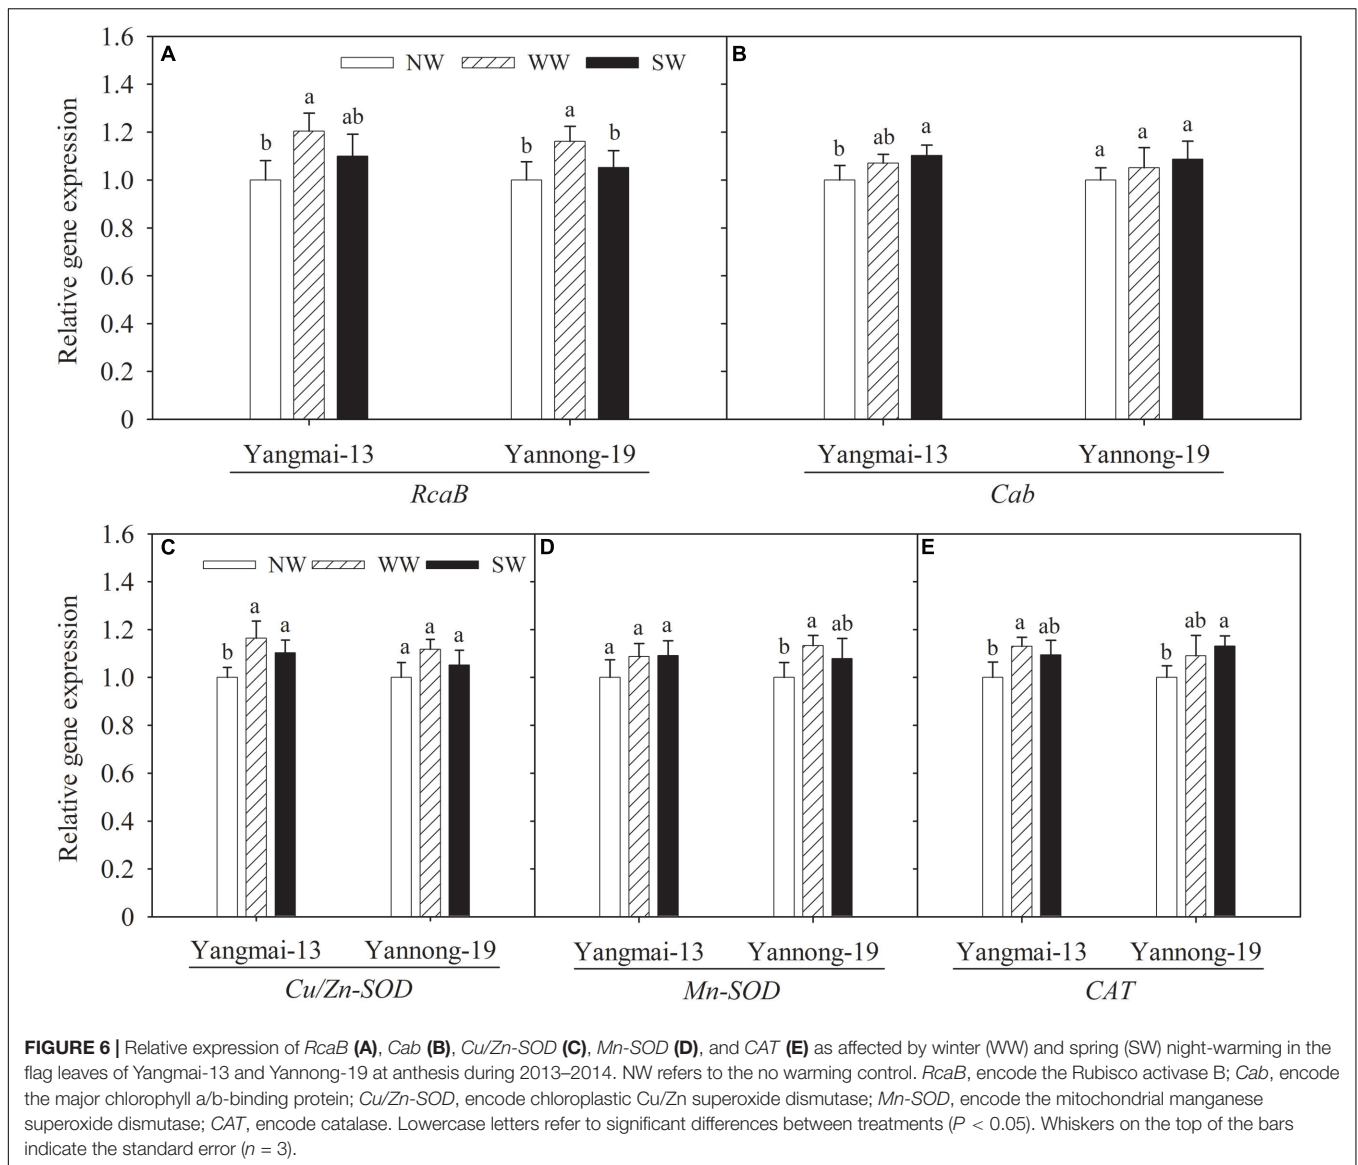 A
B
NW WW SW
1.6
1.4
1.2
1.0
0.8
0.6
0.4
0.2
0
Relative gene expression
b a ab b a b
b ab a a a a
Yangmai-13 Yannong-19 Yangmai-13 Yannong-19
RcaB Cab
C
D
E
NW WW SW
1.6
1.4
1.2
1.0
0.8
0.6
0.4
0.2
0
Relative gene expression
b a a a a a
a a a b a ab
b a ab b ab a
Yangmai-13 Yannong-19 Yangmai-13 Yannong-19 Yangmai-13 Yannong-19
Cu/Zn-SOD Mn-SOD CAT
FIGURE 6 | Relative expression of RcaB (A), Cab (B), Cu/Zn-SOD (C), Mn-SOD (D), and CAT (E) as affected by winter (WW) and spring (SW) night-warming in the
flag leaves of Yangmai-13 and Yannong-19 at anthesis during 2013–2014. NW refers to the no warming control. RcaB, encode the Rubisco activase B; Cab, encode
the major chlorophyll a/b-binding protein; Cu/Zn-SOD, encode chloroplastic Cu/Zn superoxide dismutase; Mn-SOD, encode the mitochondrial manganese
superoxide dismutase; CAT, encode catalase. Lowercase letters refer to significant differences between treatments (P < 0.05). Whiskers on the top of the bars
indicate the standard error (n = 3).